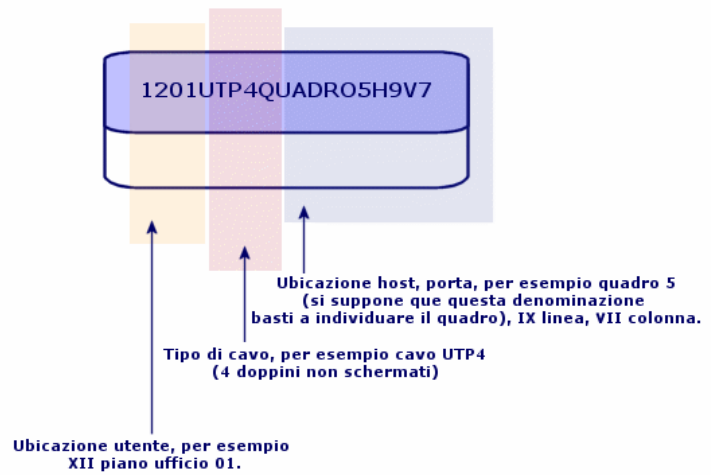 1201UTP4QUADRO5H9V7
Ubicazione host, porta, per esempio quadro 5
(si suppone que questa denominazione
basti a individuare il quadro), IX linea, VII colonna.
Tipo di cavo, per esempio cavo UTP4
(4 doppini non schermati)
Ubicazione utente, per esempio
XII piano ufficio 01.